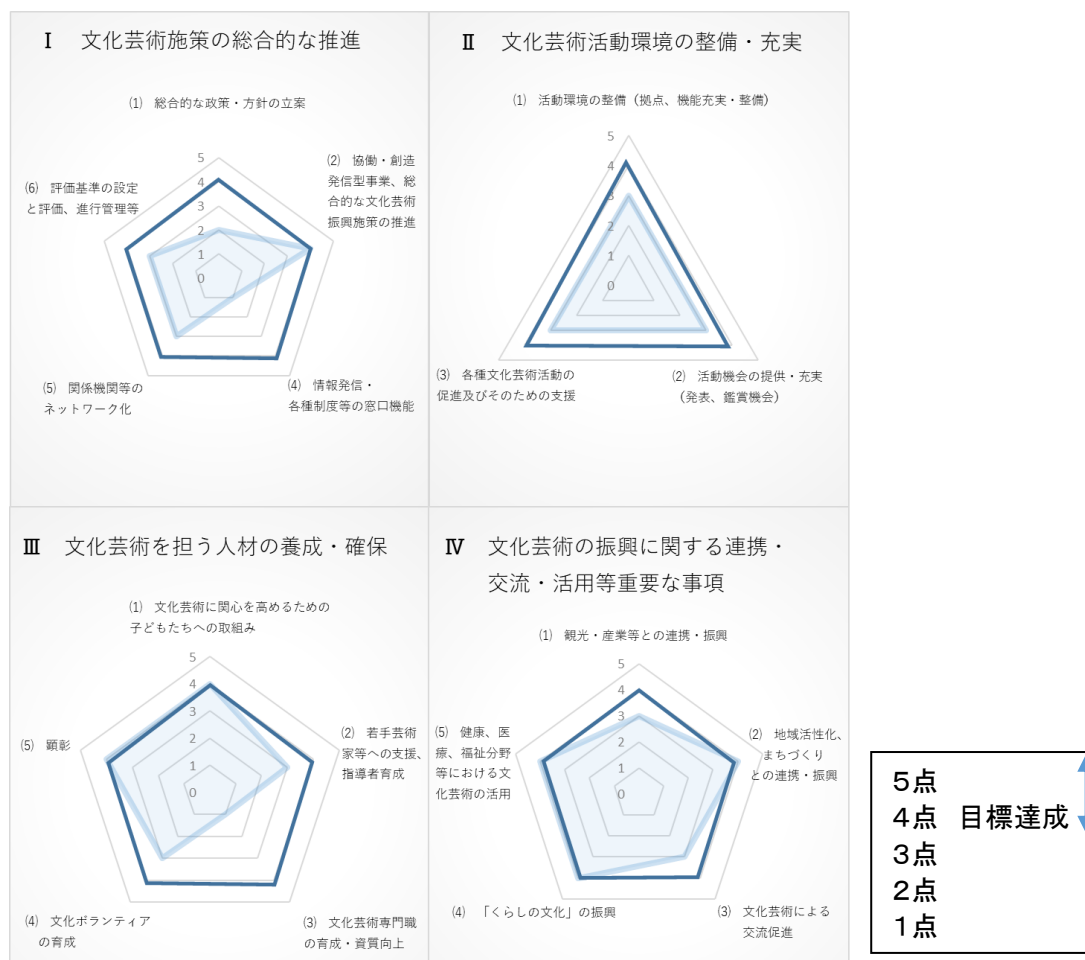 Ⅰ 文化芸術施策の総合的な推進
⑴ 総合的な政策・方針の立案
⑵ 協働・創造
発信型事業、総
合的な文化芸術
振興施策の推進
⑷ 情報発信・
各種制度等の窓口機能
⑸ 関係機関等の
ネットワーク化
⑹ 評価基準の設定
と評価、進行管理等
5
4
3
2
1
0
Ⅱ 文化芸術活動環境の整備・充実
⑴ 活動環境の整備（拠点、機能充実・整備）
5
4
3
2
1
0
⑶ 各種文化芸術活動の
促進及びそのための支援
⑵ 活動機会の提供・充実
（発表、鑑賞機会）
Ⅲ 文化芸術を担う人材の養成・確保
⑴ 文化芸術に関心を高めるための
子どもたちへの取組み
5
4
3
2
1
0
⑵ 若手芸術
家等への支援、
指導者育成
⑶ 文化芸術専門職
の育成・資質向上
⑷ 文化ボランティア
の育成
⑸ 顕彰
Ⅳ 文化芸術の振興に関する連携・
交流・活用等重要な事項
⑴ 観光・産業等との連携・振興
5
4
3
2
1
0
⑵ 地域活性化、
まちづくり
との連携・振興
⑶ 文化芸術による
交流促進
⑷ 「くらしの文化」の振興
⑸ 健康、医
療、福祉分野
等における文
化芸術の活用
5点
4点 目標達成
3点
2点
1点